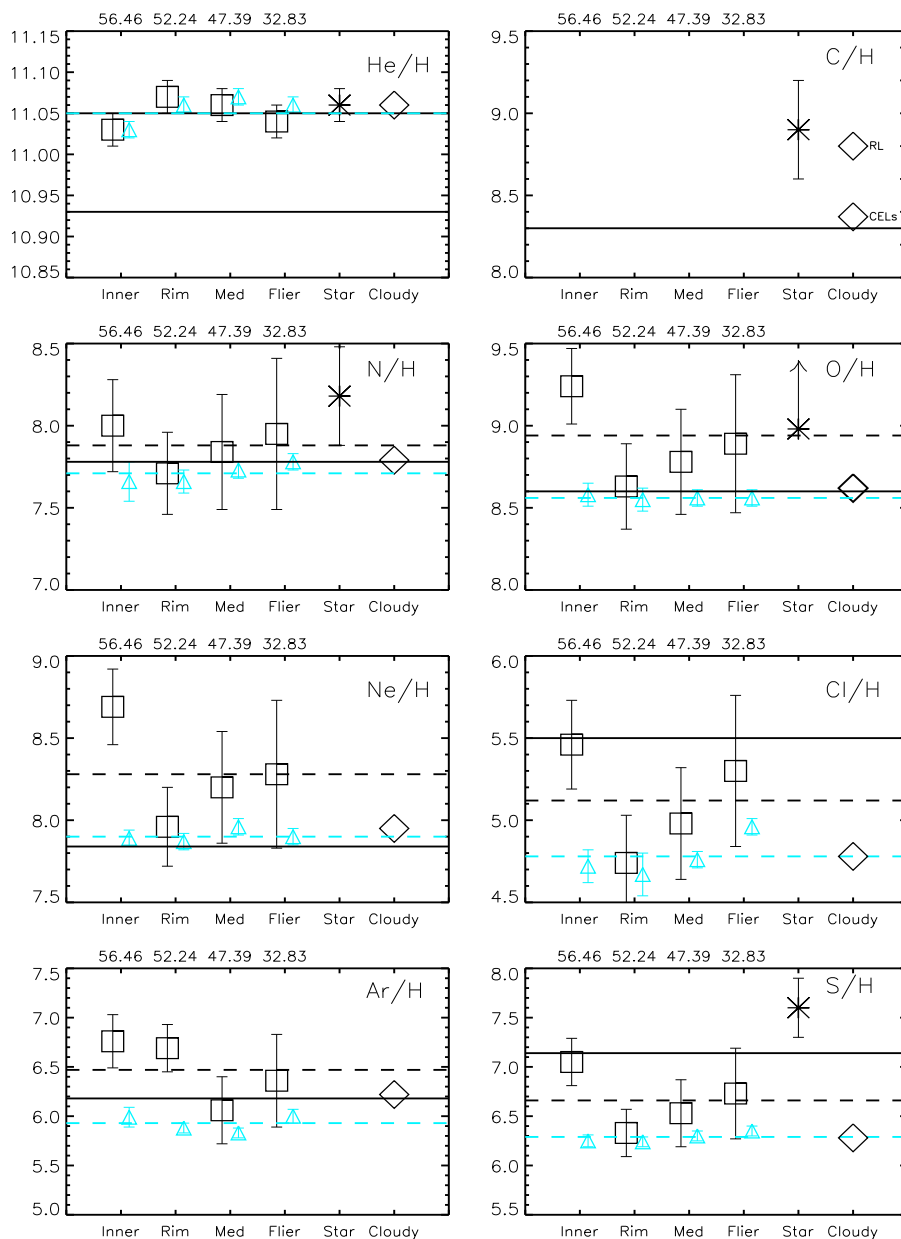 56.46 52.24 47.39 32.83
11.15
11.10
11.05
11.00
10.95
10.90
10.85
He/H
Inner Rim Med Flier Star Cloudy
9.5
9.0
8.5
8.0
C/H
RL
CELs
Inner Rim Med Flier Star Cloudy
56.46 52.24 47.39 32.83
8.5
8.0
7.5
7.0
N/H
Inner Rim Med Flier Star Cloudy
56.46 52.24 47.39 32.83
9.5
9.0
8.5
8.0
O/H
Inner Rim Med Flier Star Cloudy
56.46 52.24 47.39 32.83
9.0
8.5
8.0
7.5
Ne/H
Inner Rim Med Flier Star Cloudy
56.46 52.24 47.39 32.83
6.0
5.5
5.0
4.5
Cl/H
Inner Rim Med Flier Star Cloudy
56.46 52.24 47.39 32.83
7.5
7.0
6.5
6.0
5.5
5.0
Ar/H
Inner Rim Med Flier Star Cloudy
56.46 52.24 47.39 32.83
8.0
7.5
7.0
6.5
6.0
5.5
S/H
Inner Rim Med Flier Star Cloudy